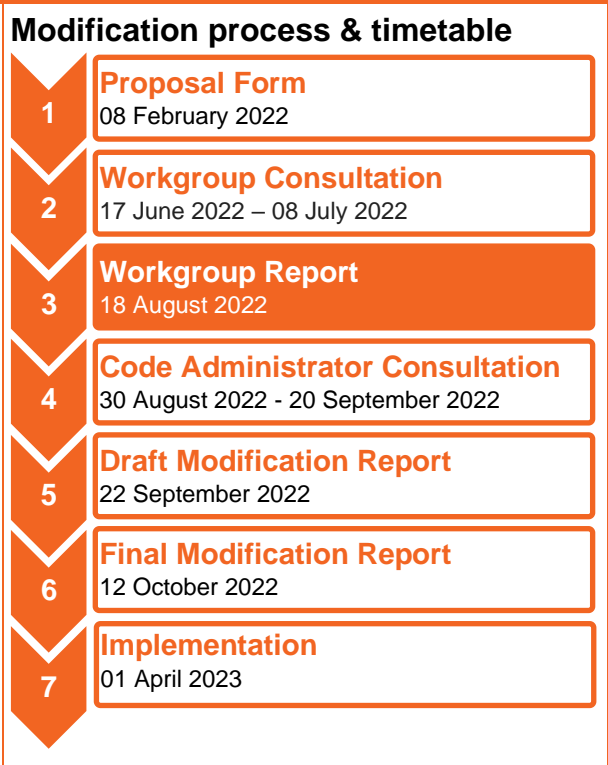 Modification process & timetable
1
Proposal Form
08 February 2022
2
Workgroup Consultation
17 June 2022 – 08 July 2022
3
Workgroup Report
18 August 2022
4
Code Administrator Consultation
30 August 2022 - 20 September 2022
5
Draft Modification Report
22 September 2022
6
Final Modification Report
12 October 2022
7
Implementation
01 April 2023